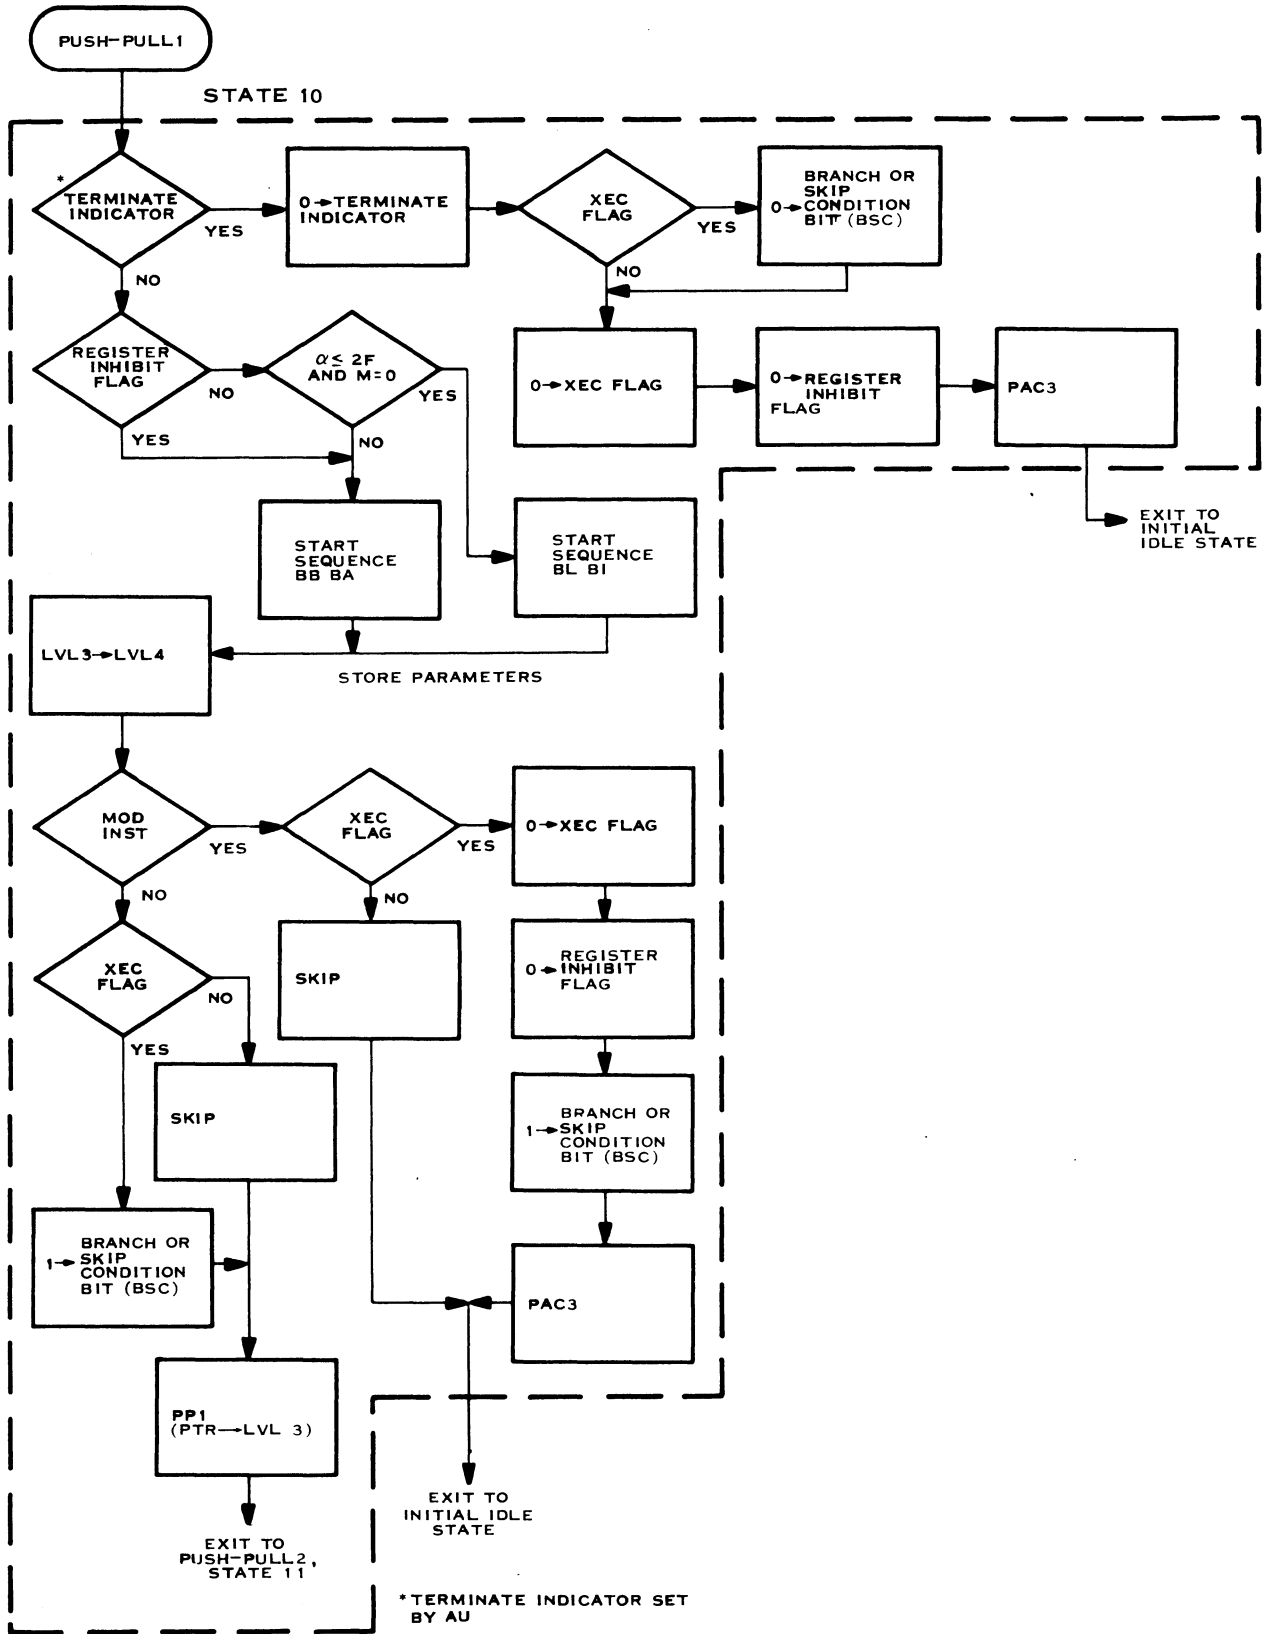 PUSH-PULL1
STATE 10
*
TERMINATE
INDICATOR
YES
NO
0→TERMINATE
INDICATOR
XEC
FLAG
YES
NO
BRANCH OR
SKIP
0→CONDITION
BIT (BSC)
REGISTER
INHIBIT
FLAG
NO
YES
α≤ 2F
AND M=0
YES
NO
0→XEC FLAG
0→REGISTER
INHIBIT
FLAG
PAC3
EXIT TO
INITIAL
IDLE STATE
START
SEQUENCE
BB BA
START
SEQUENCE
BL BI
LVL3→LVL4
STORE PARAMETERS
MOD
INST
YES
NO
XEC
FLAG
YES
NO
0→XEC FLAG
XEC
FLAG
NO
YES
SKIP
REGISTER
0→INHIBIT
FLAG
SKIP
BRANCH OR
1→SKIP
CONDITION
BIT (BSC)
BRANCH OR
1→SKIP
CONDITION
BIT (BSC)
PAC3
PP1
(PTR→LVL 3)
EXIT TO
INITIAL IDLE
STATE
EXIT TO
PUSH-PULL2,
STATE 11
*TERMINATE INDICATOR SET
BY AU